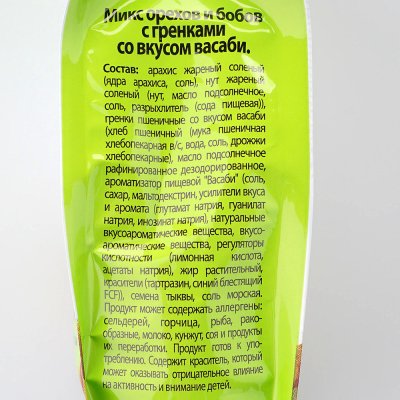 Микс орехов и бобов
с гренками
со вкусом васаби.
Состав: арахис жареный соленый
(ядра арахиса, соль), нут жареный
соленый (нут, масло подсолнечное,
соль, разрыхлитель (сода пищевая)),
гренки пшеничные со вкусом васаби
(хлеб пшеничный (мука пшеничная
хлебопекарная в/с, вода, соль, дрожжи
хлебопекарные), масло подсолнечное
рафинированное дезодорированное,
ароматизатор пищевой "Васаби" (соль,
сахар, мальтодекстрин, усилители вкуса
и аромата (глутамат натрия, гуанилат
натрия, инозинат натрия), натуральные
вкусоароматические вещества, вкусо-
ароматические вещества, регуляторы
кислотности (лимонная кислота,
ацетаты натрия), жир растительный,
красители (тартразин, синий блестящий
FCF)), семена тыквы, соль морская.
Продукт может содержать аллергены:
сельдерей, горчица, рыба, рако-
образные, молоко, кунжут, соя и продукты
их переработки. Продукт готов к упо-
треблению. Содержит краситель, который
может оказывать отрицательное влияние
на активность и внимание детей.